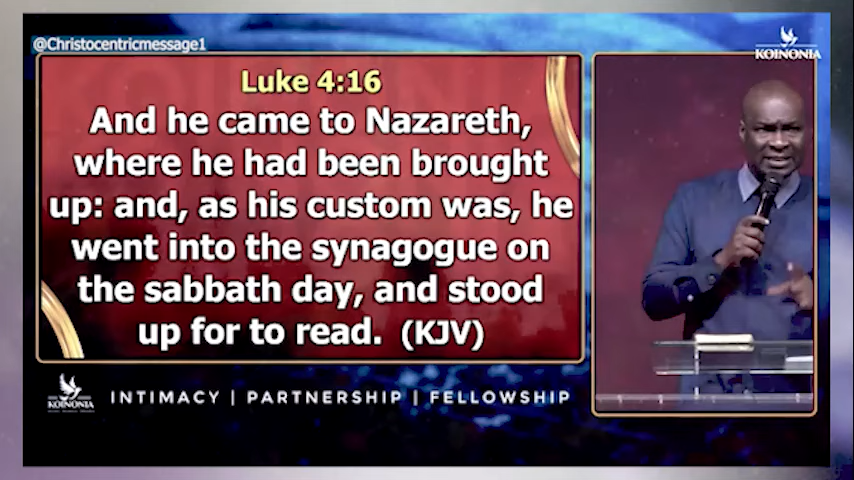 @Christocentricmessage1
KOINONIA
Luke 4:16
And he came to Nazareth,
where he had been brought
up: and, as his custom was, he
went into the synagogue on
the sabbath day, and stood
up for to read. (KJV)
KOINONIA
INTIMACY | PARTNERSHIP | FELLOWSHIP